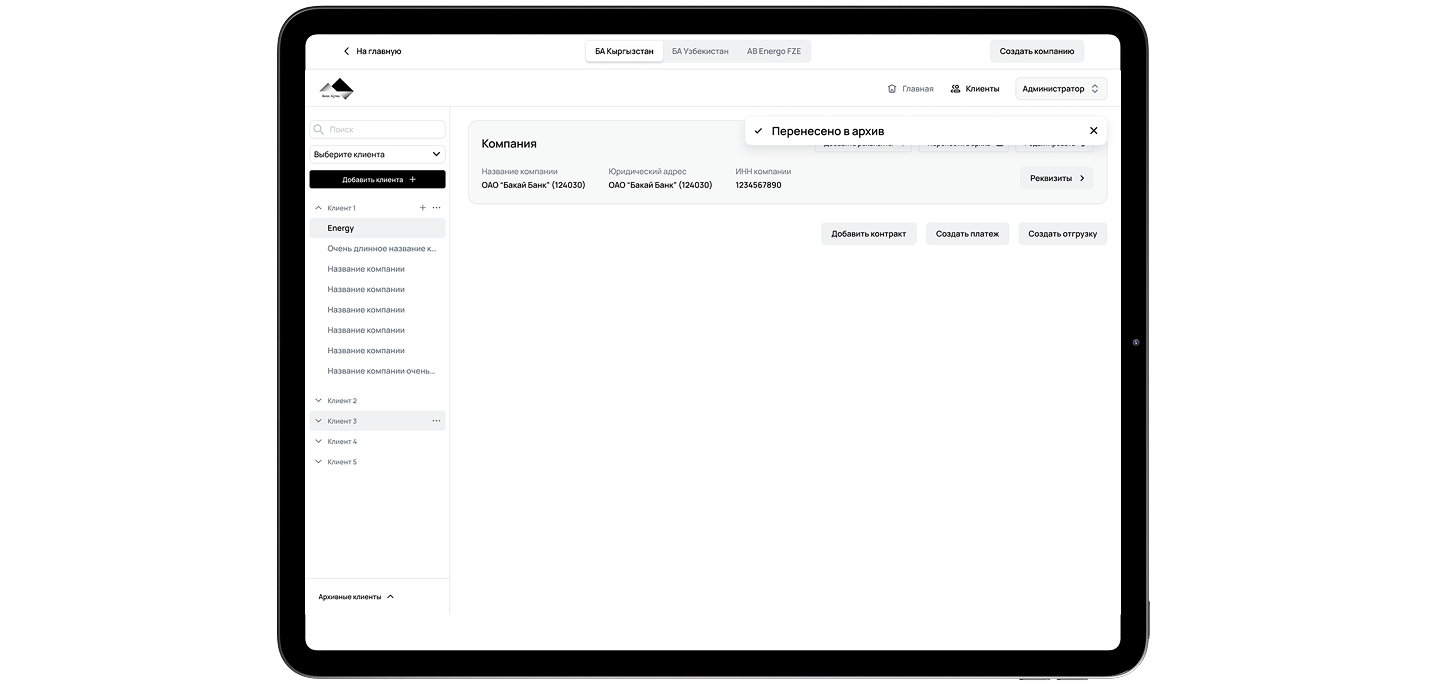 На главную
БА Кыргызстан
БА Узбекистан
AB Energo FZE
Создать компанию
Главная
Клиенты
Администратор
Поиск
Выберите клиента
Добавить клиента +
Клиент 1
Energy
Очень длинное название к...
Название компании
Название компании
Название компании
Название компании
Название компании
Название компании очень...
Клиент 2
Клиент 3
Клиент 4
Клиент 5
Архивные клиенты
Перенесено в архив
Компания
Название компании
ОАО “Бакай Банк” (124030)
Юридический адрес
ОАО “Бакай Банк” (124030)
ИНН компании
1234567890
Реквизиты
Добавить контракт
Создать платеж
Создать отгрузку